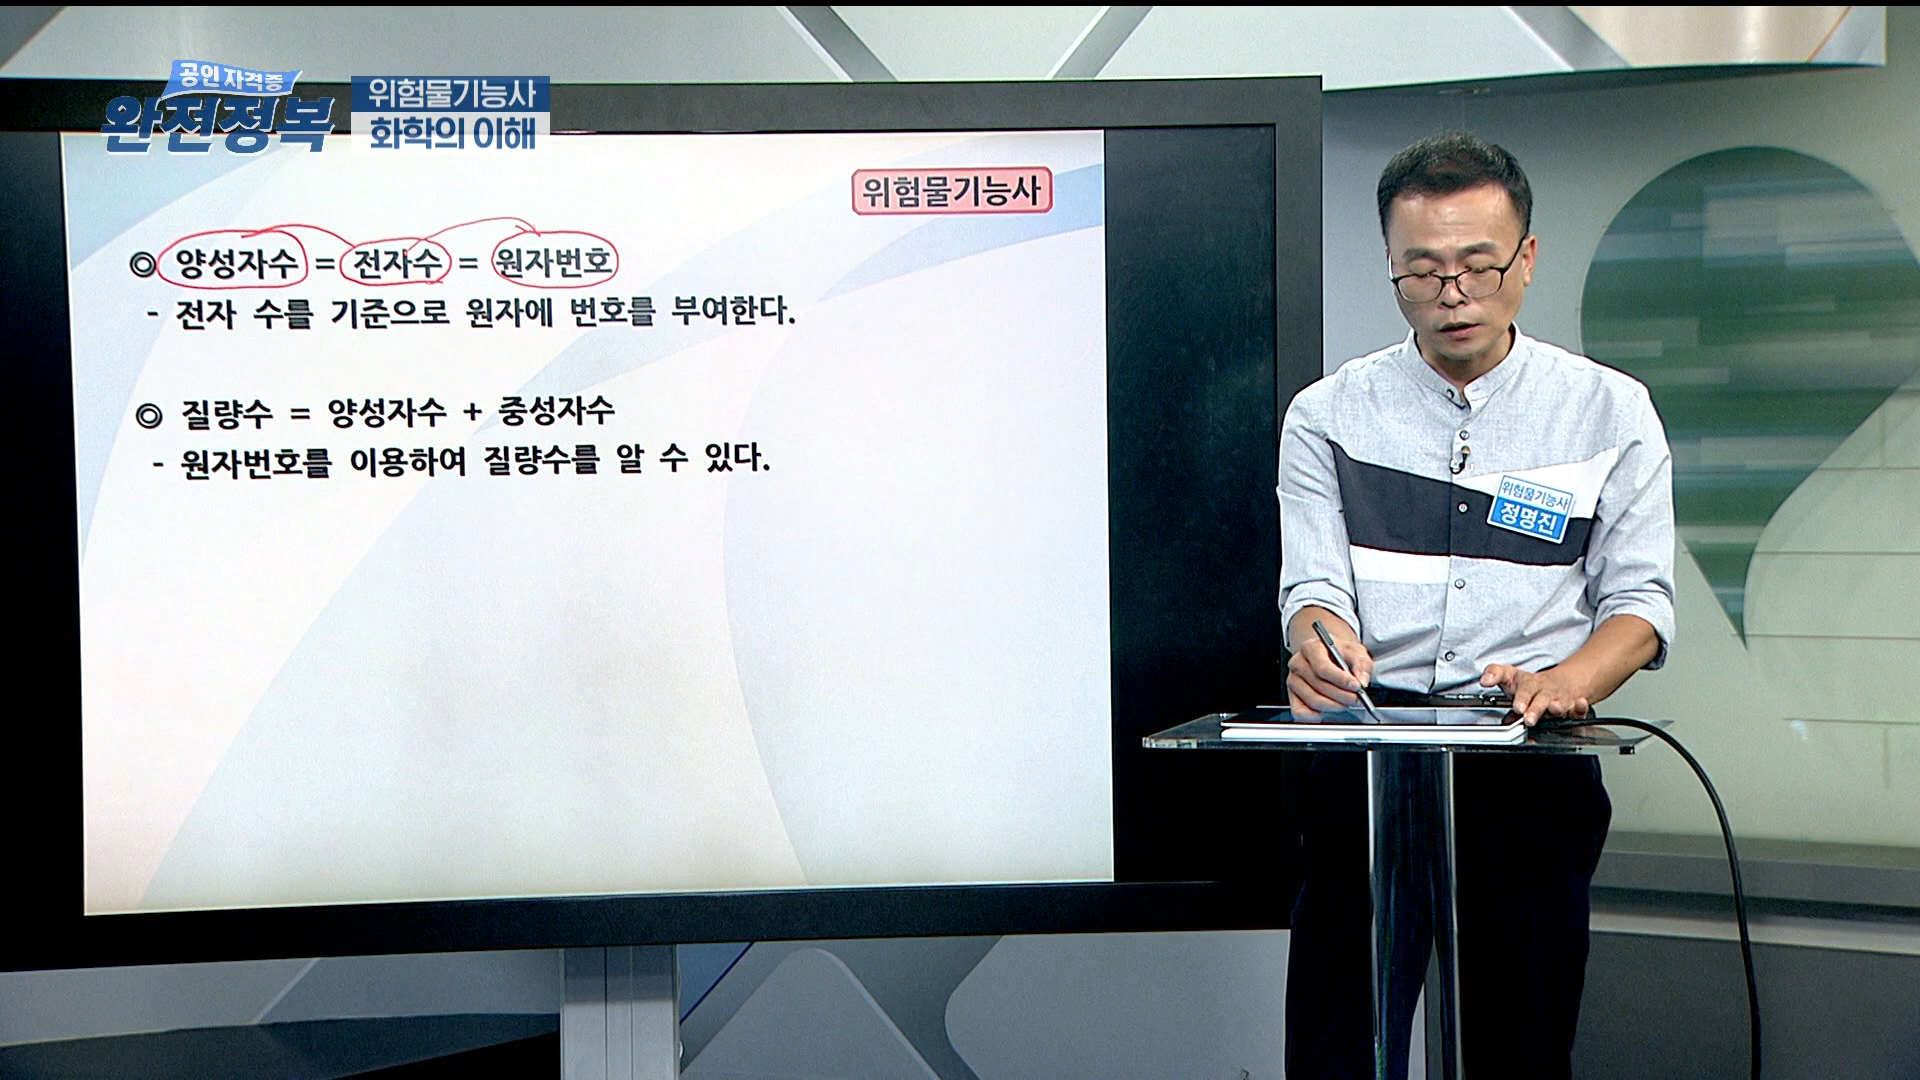 공인 자격증
완전정복
위험물기능사
화학의 이해
위험물기능사
◎ 양성자수 = 전자수 = 원자번호
- 전자 수를 기준으로 원자에 번호를 부여한다.
◎ 질량수 = 양성자수 + 중성자수
- 원자번호를 이용하여 질량수를 알 수 있다.
위험물기능사
정명진